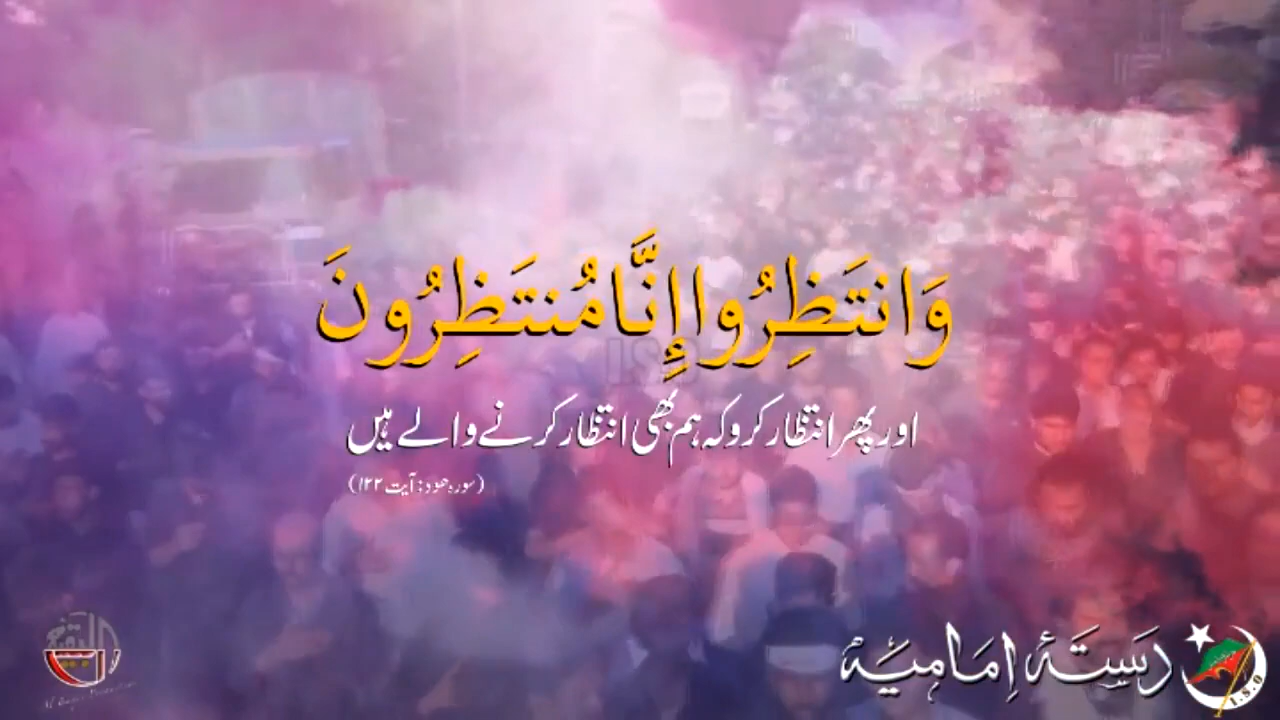 وَانتَظِرُوا إِنَّا مُنتَظِرُونَ
اور پھر انتظار کرو کہ ہم بھی انتظار کرنے والے ہیں
(سورہ ھود: آیت ۱۲۲)
دستۂ امامیہ
I.S.O